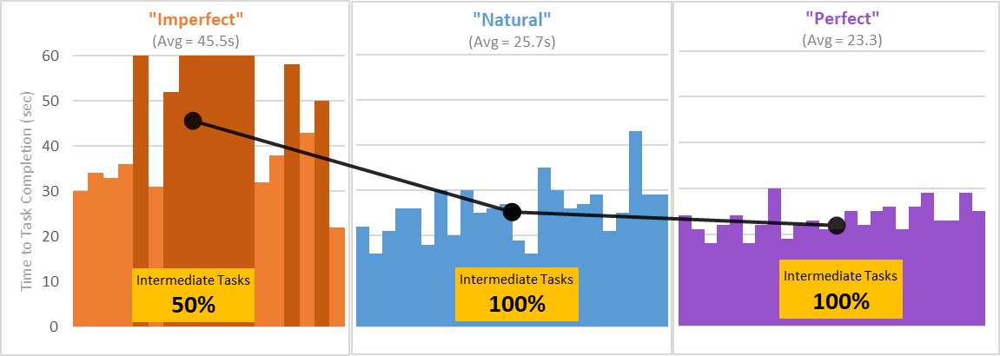 "Imperfect"
(Avg = 45.5s)
"Natural"
(Avg = 25.7s)
"Perfect"
(Avg = 23.3)
Time to Task Completion (sec)
60
50
40
30
20
10
0
Intermediate Tasks
50%
Intermediate Tasks
100%
Intermediate Tasks
100%